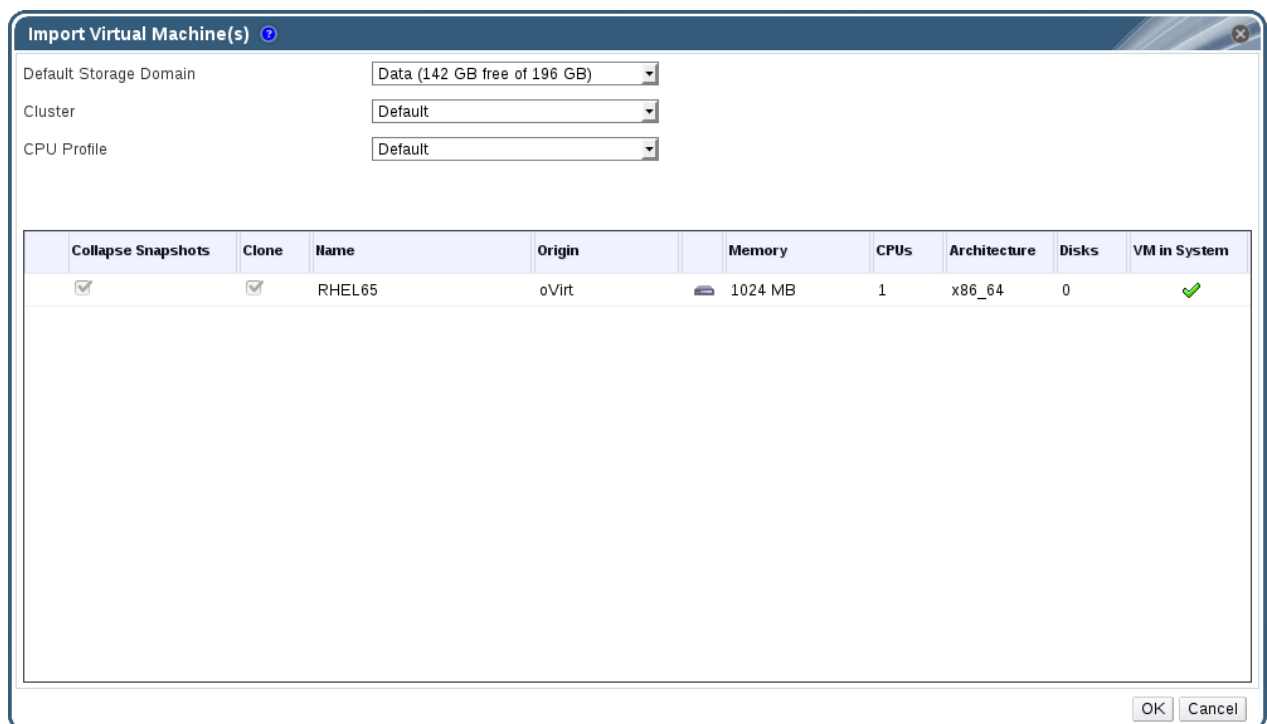 Import Virtual Machine(s) ?
Default Storage Domain Data (142 GB free of 196 GB)
Cluster Default
CPU Profile Default
Collapse Snapshots Clone Name Origin Memory CPUs Architecture Disks VM in System
RHEL65 oVirt 1024 MB 1 x86_64 0
OK Cancel